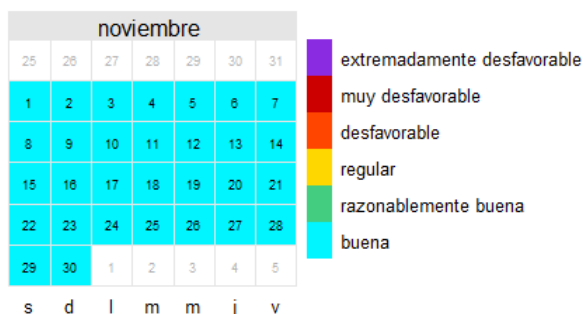 noviembre
25 26 27 28 29 30 31
1 2 3 4 5 6 7
8 9 10 11 12 13 14
15 16 17 18 19 20 21
22 23 24 25 26 27 28
29 30 1 2 3 4 5
s d l m m j v
extremadamente desfavorable
muy desfavorable
desfavorable
regular
razonablemente buena
buena